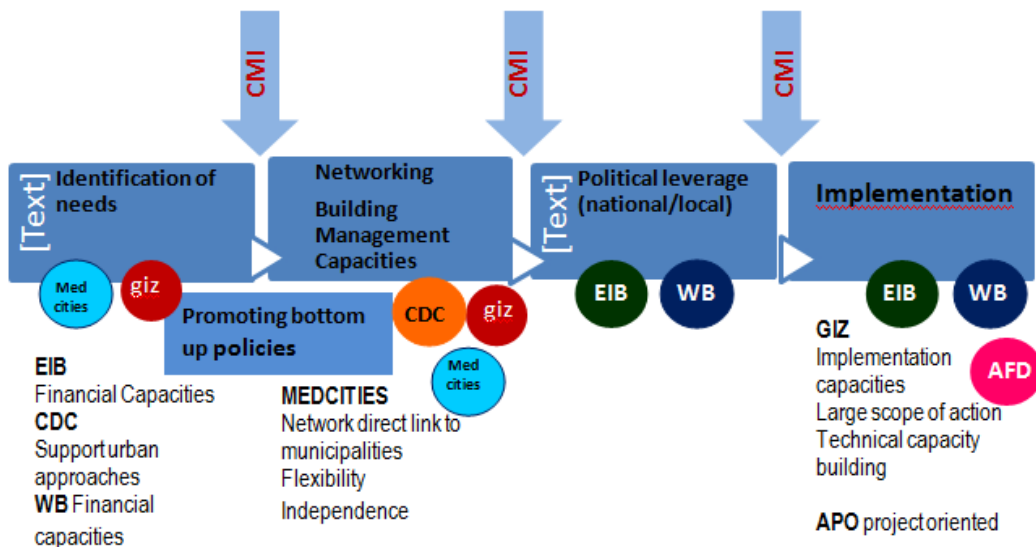 CMI
CMI
CMI
[Text]
Identification of
needs
Networking
Building
Management
Capacities
[Text]
Political leverage
(national/local)
Implementation
Med
cities
giz
Promoting bottom
up policies
CDC
giz
Med
cities
EIB
WB
EIB
WB
AFD
EIB
Financial Capacities
CDC
Support urban
approaches
WB Financial
capacities
MEDCITIES
Network direct link to
municipalities
Flexibility
Independence
GIZ
Implementation
capacities
Large scope of action
Technical capacity
building
APO project oriented